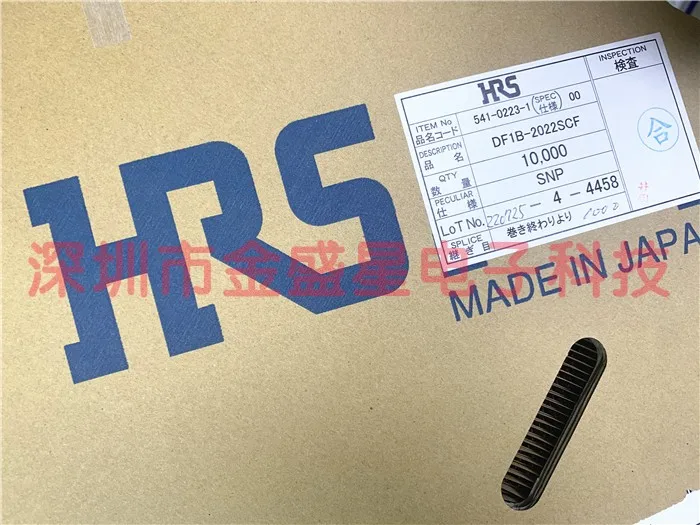 HRS
HRS
INSPECTION
検査
合
ITEM No
品名コード
541-0223-1
(SPEC
仕様)
00
DESCRIPTION
品 名
DF1B-2022SCF
QTY
数 量
10,000
PECULIAR
仕 様
SNP
LoT No.
220725
- 4 - 4458
SPLICE
継ぎ目
巻き終わりより
1000
MADE IN JAPA
深圳市金盛星电子科技